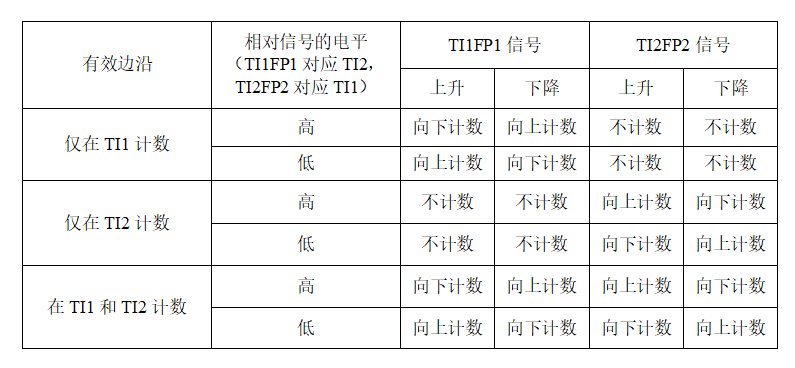 有效边沿
相对信号的电平
（TI1FP1 对应 TI2，
TI2FP2 对应 TI1）
TI1FP1 信号
TI2FP2 信号
上升
下降
上升
下降
仅在 TI1 计数
高
向下计数
向上计数
不计数
不计数
低
向上计数
向下计数
不计数
不计数
仅在 TI2 计数
高
不计数
不计数
向上计数
向下计数
低
不计数
不计数
向下计数
向上计数
在 TI1 和 TI2 计数
高
向下计数
向上计数
向上计数
向下计数
低
向上计数
向下计数
向下计数
向上计数